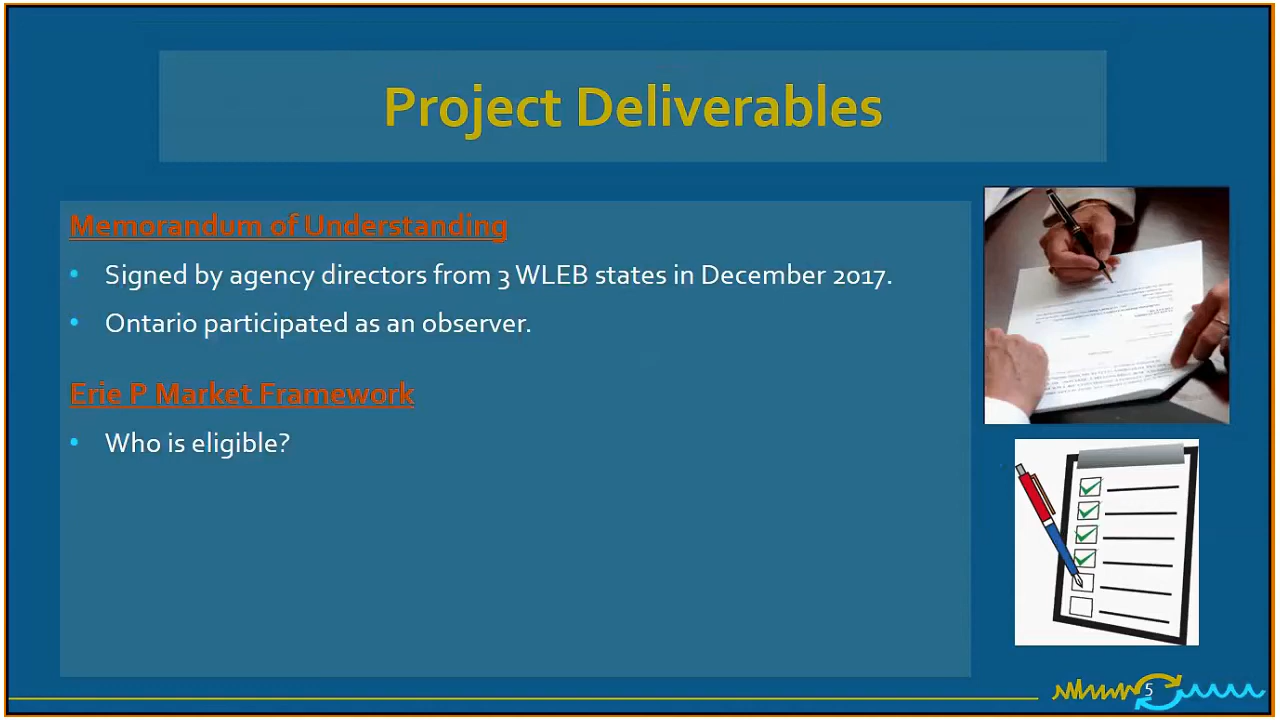 Project Deliverables
Memorandum of Understanding
• Signed by agency directors from 3 WLEB states in December 2017.
• Ontario participated as an observer.
Erie P Market Framework
• Who is eligible?
5